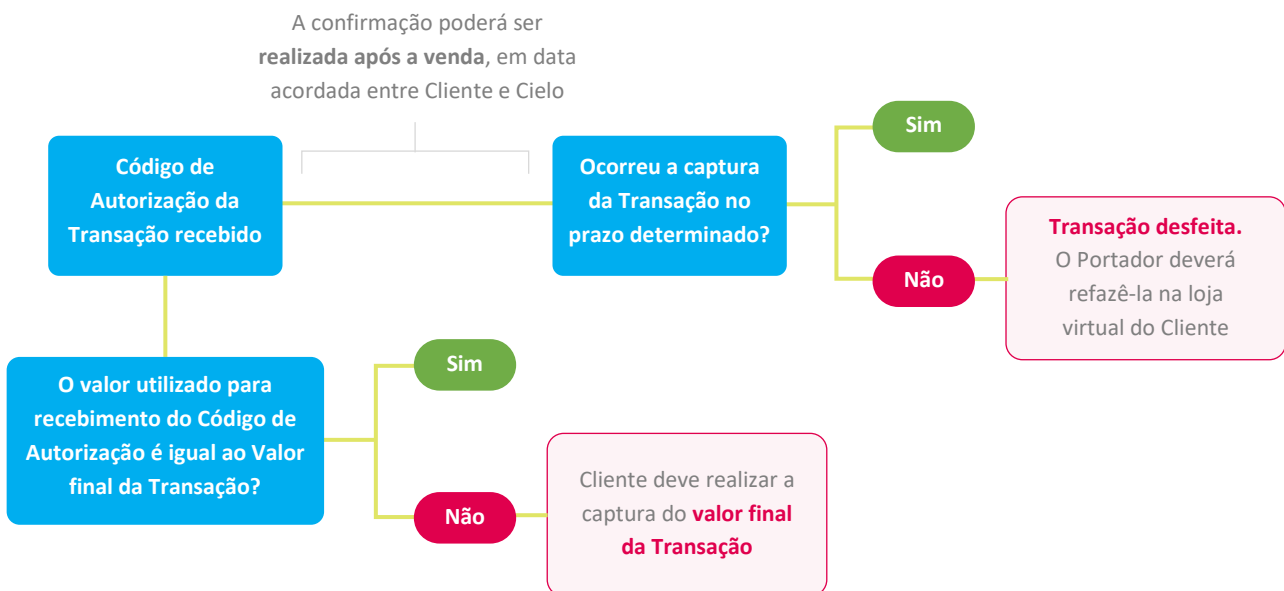 A confirmação poderá ser
realizada após a venda, em data
acordada entre Cliente e Cielo
Código de
Autorização da
Transação recebido
Ocorreu a captura
da Transação no
prazo determinado?
Sim
Não
Transação desfeita.
O Portador deverá
refazê-la na loja
virtual do Cliente
O valor utilizado para
recebimento do Código de
Autorização é igual ao Valor
final da Transação?
Sim
Não
Cliente deve realizar a
captura do valor final
da Transação